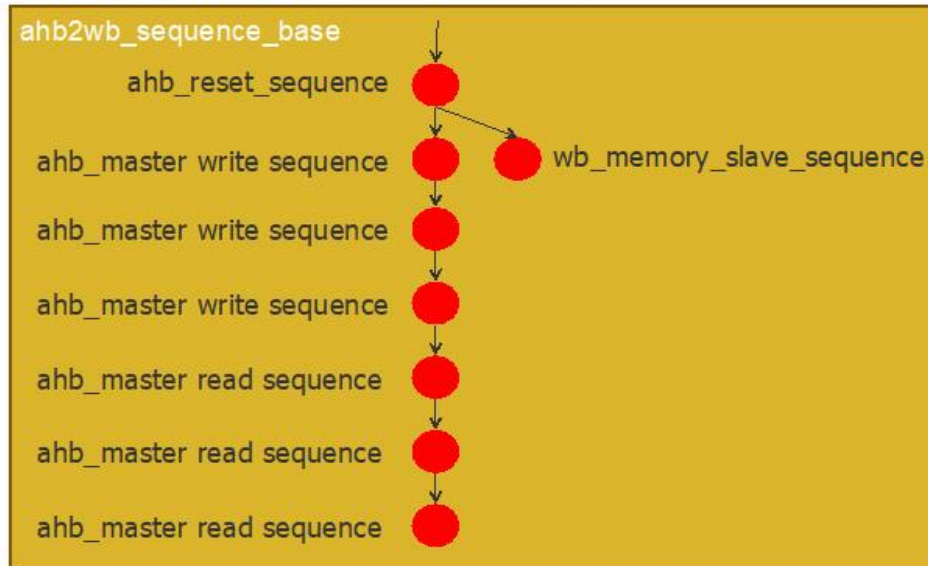 ahb2wb_sequence_base
ahb_reset_sequence
ahb_master write sequence
wb_memory_slave_sequence
ahb_master write sequence
ahb_master write sequence
ahb_master read sequence
ahb_master read sequence
ahb_master read sequence